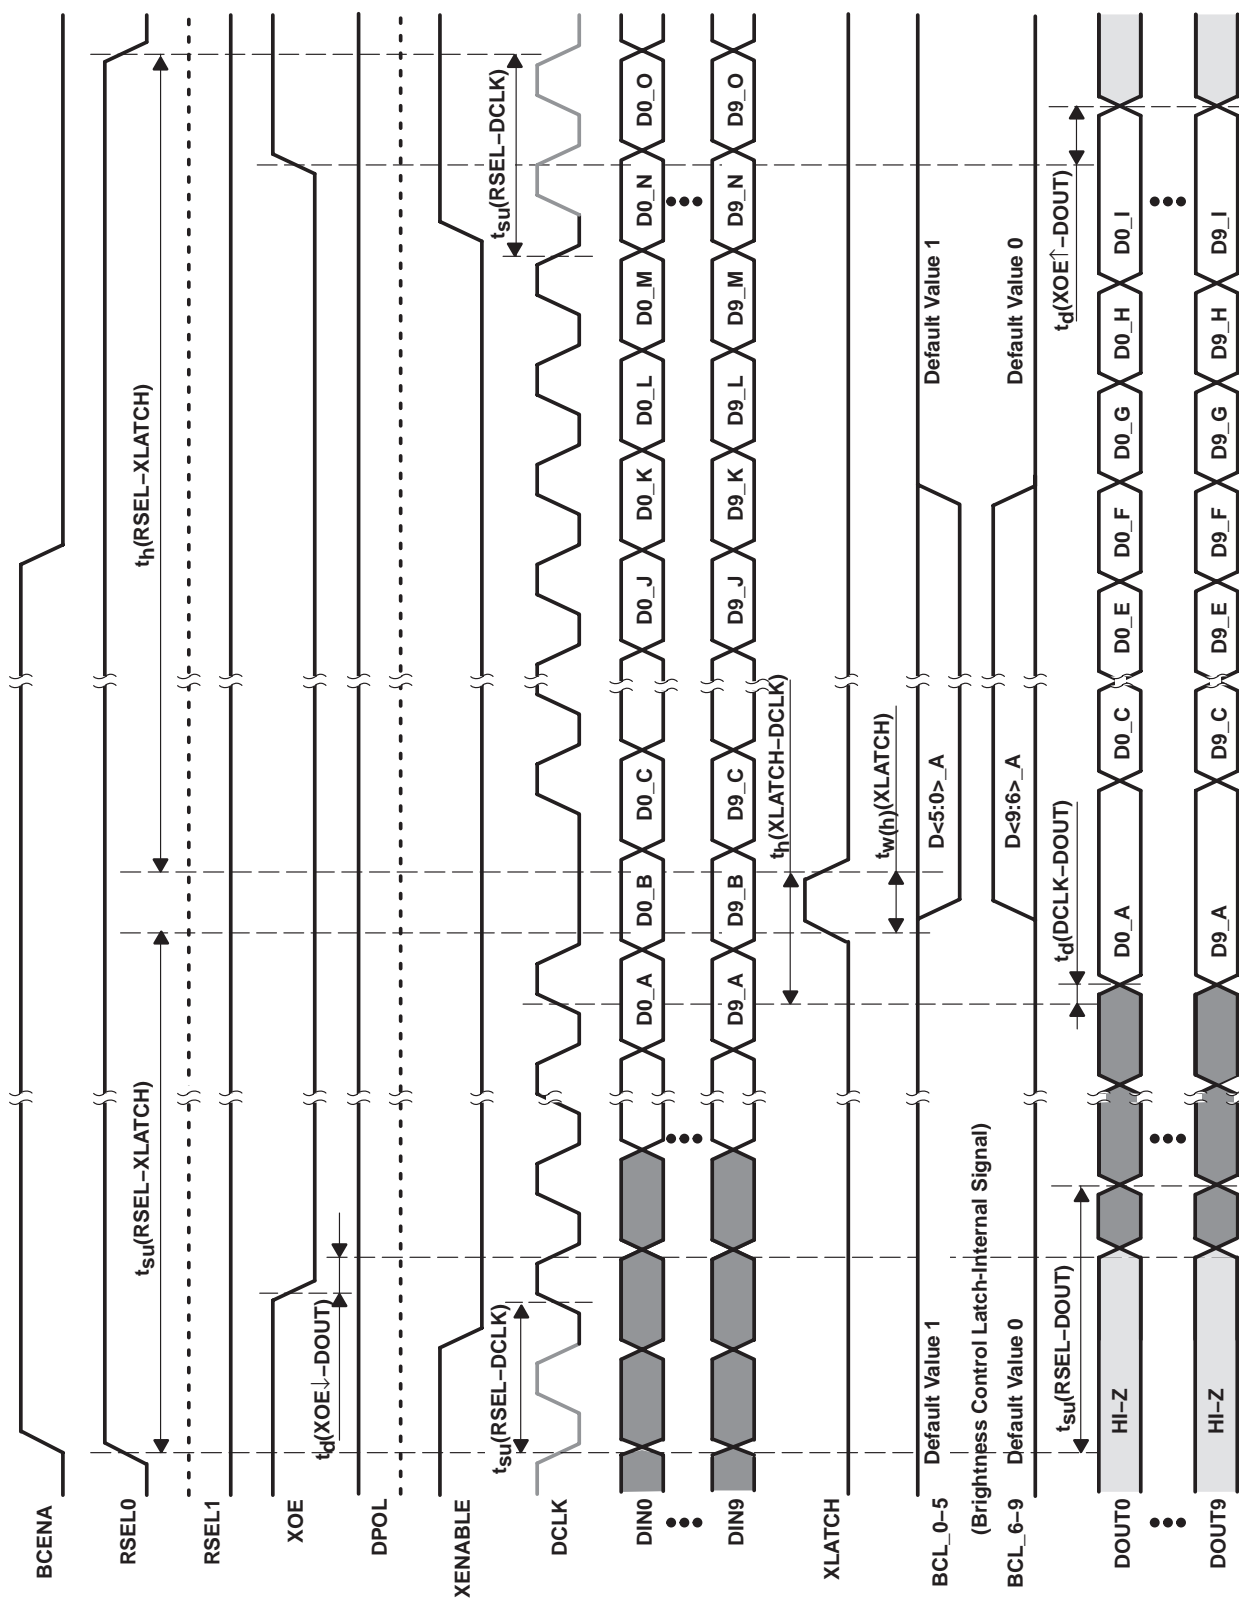 BCENA
RSEL0
tsu(RSEL–XLATCH)
th(RSEL–XLATCH)
RSEL1
XOE
td(XOE↓–DOUT)
DPOL
XENABLE
tsu(RSEL–DCLK)
tsu(RSEL–DCLK)
DCLK
DIN0
D0_A
D0_B
D0_C
D0_J
D0_K
D0_L
D0_M
D0_N
D0_O
DIN9
D9_A
D9_B
D9_C
D9_J
D9_K
D9_L
D9_M
D9_N
D9_O
th(XLATCH–DCLK)
XLATCH
tw(h)(XLATCH)
BCL_0–5
Default Value 1
D<5:0>_A
Default Value 1
(Brightness Control Latch-Internal Signal)
BCL_6–9
Default Value 0
D<9:6>_A
Default Value 0
tsu(RSEL–DOUT)
td(DCLK–DOUT)
td(XOE↑–DOUT)
DOUT0
HI–Z
D0_A
D0_C
D0_E
D0_F
D0_G
D0_H
D0_I
DOUT9
HI–Z
D9_A
D9_C
D9_E
D9_F
D9_G
D9_H
D9_I